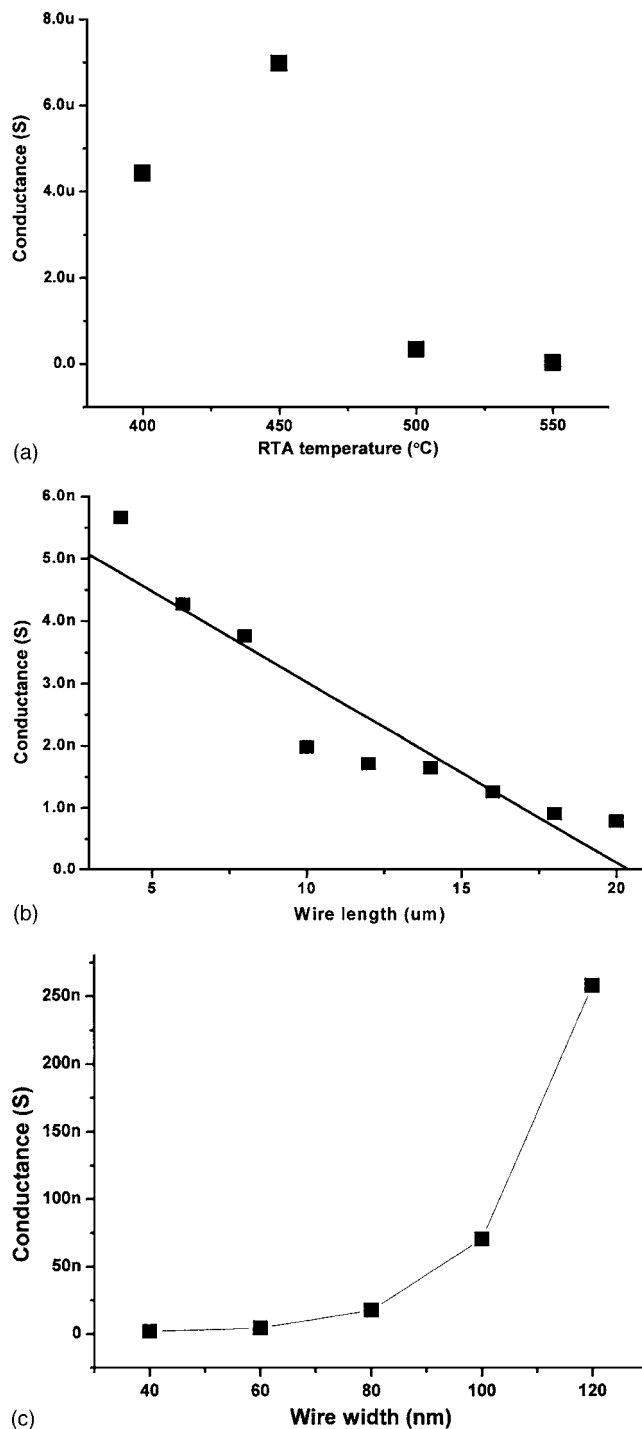 8.0u
6.0u
4.0u
2.0u
0.0
Conductance (S)
400
450
500
550
RTA temperature (°C)
(a)
6.0n
5.0n
4.0n
3.0n
2.0n
1.0n
0.0
Conductance (S)
5
10
15
20
Wire length (um)
(b)
250n
200n
150n
100n
50n
0
Conductance (S)
40
60
80
100
120
Wire width (nm)
(c)